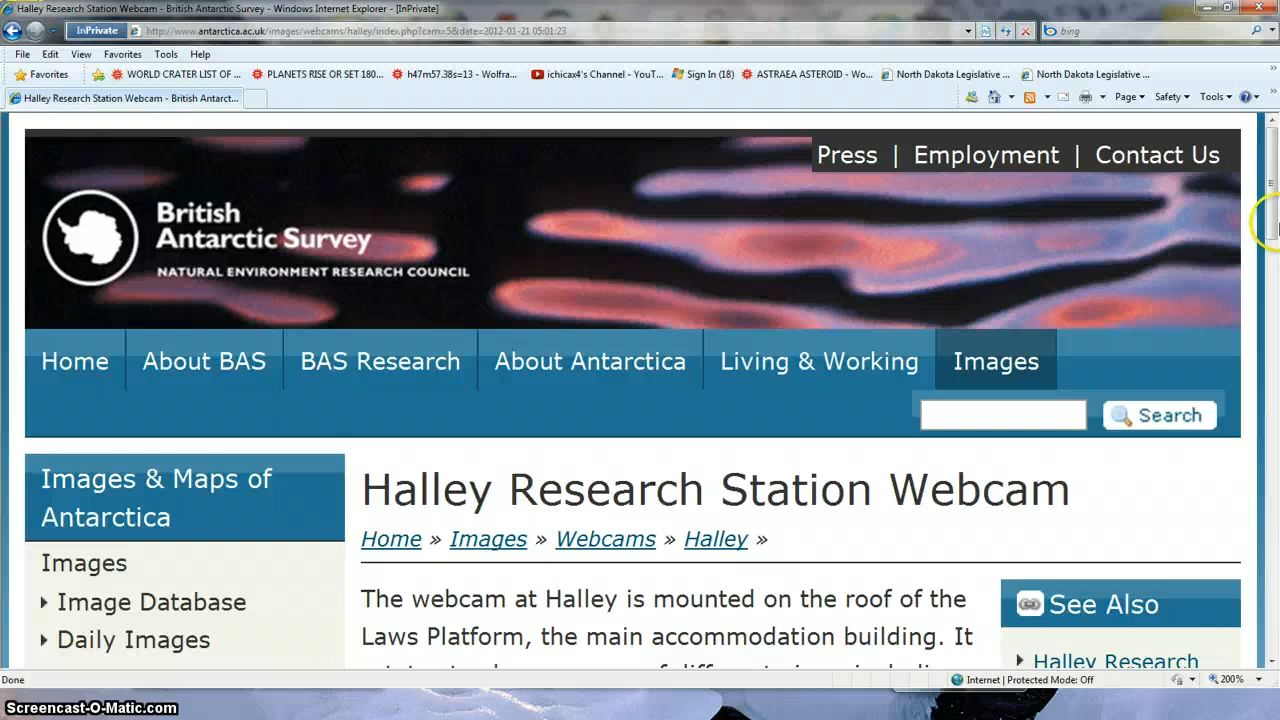 Halley Research Station Webcam - British Antarctic Survey - Windows Internet Explorer - [InPrivate]
InPrivate http://www.antarctica.ac.uk/images/webcams/halley/index.php?cam=5&date=2012-01-21 05:01:23 bing
File Edit View Favorites Tools Help
Favorites WORLD CRATER LIST OF ... PLANETS RISE OR SET 180... h47m57.38s=13 - Wolfra... ichicax4's Channel - YouT... Sign In (18) ASTRAEA ASTEROID - Wo... North Dakota Legislative ... North Dakota Legislative ...
Halley Research Station Webcam - British Antarct... Page Safety Tools
Press | Employment | Contact Us
British
Antarctic Survey
NATURAL ENVIRONMENT RESEARCH COUNCIL
Home About BAS BAS Research About Antarctica Living & Working Images
Search
Images & Maps of
Antarctica
Images
Image Database
Daily Images
Halley Research Station Webcam
Home » Images » Webcams » Halley »
The webcam at Halley is mounted on the roof of the
Laws Platform, the main accommodation building. It
See Also
Halley Research
Done Internet | Protected Mode: Off 200%
Screencast-O-Matic.com